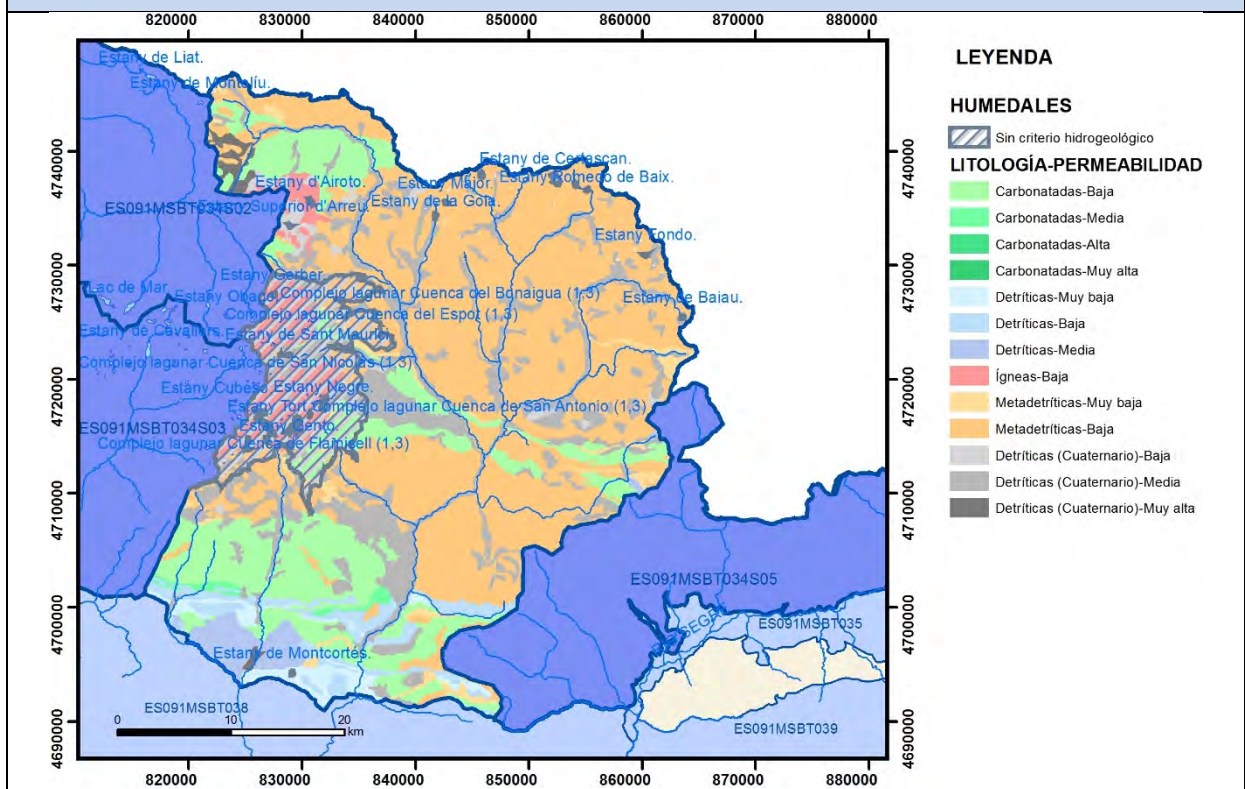 820000 830000 840000 850000 860000 870000 880000
Estany de Liat.
Estany de Montolíu.
4740000
4740000
Estany de Certascan.
Estany d'Airoto.
Estany Major.
Estany Romedo de Baix.
ES091MSBT034S02
Estany Superior d'Arreu.
Estany de la Gola.
Estany Fondo.
4730000
4730000
Estany Gerber.
Lac de Mar
Estany Obago.
Complejo lagunar Cuenca del Bonaigua (1,3)
Estany de Baiau.
Complejo lagunar Cuenca del Espot (1,3)
Estany de Cavallers.
Estany de Sant Maurici.
Complejo lagunar Cuenca de San Nicolas (1,3)
4720000
4720000
Estany Cubeso
Estany Negre.
Estany Tort
Complejo lagunar Cuenca de San Antonio (1,3)
ES091MSBT034S03
Estany Gento.
Complejo lagunar Cuenca de Flamisell (1,3)
4710000
4710000
ES091MSBT034S05
4700000
4700000
ES091MSBT035
Estany de Montcortés.
ES091MSBT038
ES091MSBT039
0 10 20
km
4690000
4690000
820000 830000 840000 850000 860000 870000 880000
LEYENDA
HUMEDALES
Sin criterio hidrogeológico
LITOLOGÍA-PERMEABILIDAD
Carbonatadas-Baja
Carbonatadas-Media
Carbonatadas-Alta
Carbonatadas-Muy alta
Detríticas-Muy baja
Detríticas-Baja
Detríticas-Media
Ígneas-Baja
Metadetríticas-Muy baja
Metadetríticas-Baja
Detríticas (Cuaternario)-Baja
Detríticas (Cuaternario)-Media
Detríticas (Cuaternario)-Muy alta